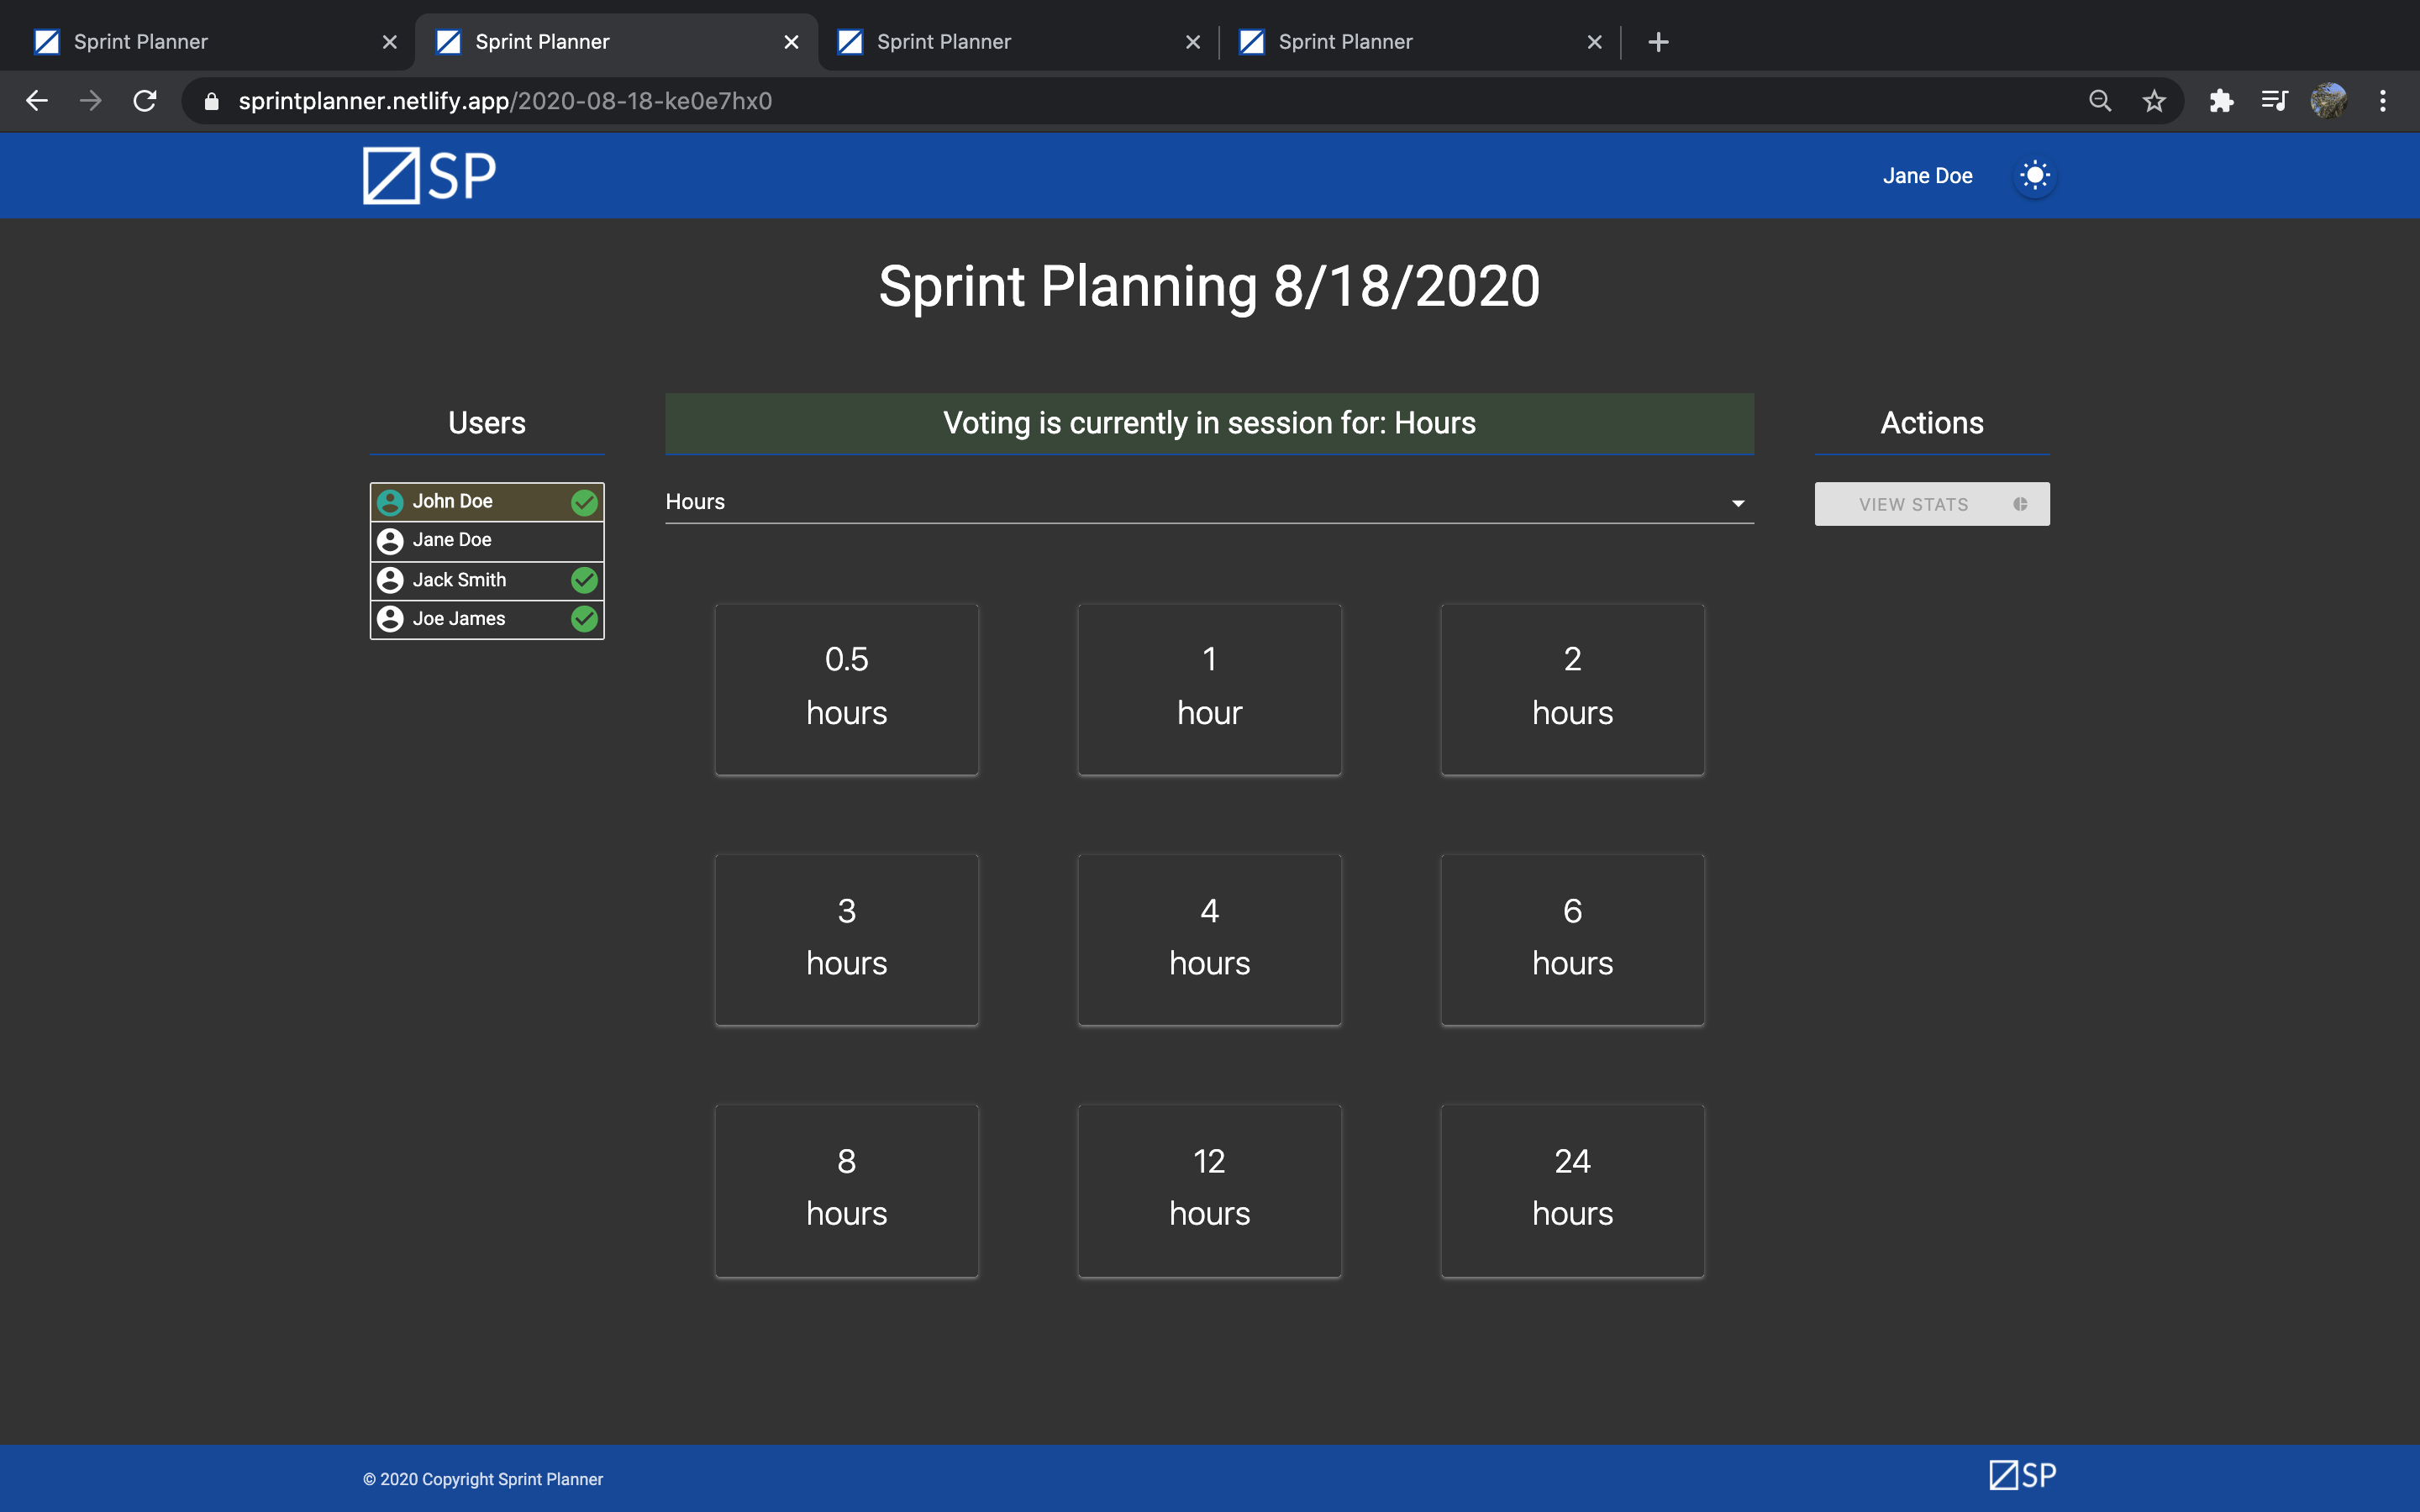 Sprint Planner
Sprint Planner
Sprint Planner
Sprint Planner
sprintplanner.netlify.app/2020-08-18-ke0e7hx0
SP
Jane Doe
Sprint Planning 8/18/2020
Users
John Doe
Jane Doe
Jack Smith
Joe James
Voting is currently in session for: Hours
Hours
0.5
hours
1
hour
2
hours
3
hours
4
hours
6
hours
8
hours
12
hours
24
hours
Actions
VIEW STATS
© 2020 Copyright Sprint Planner
SP